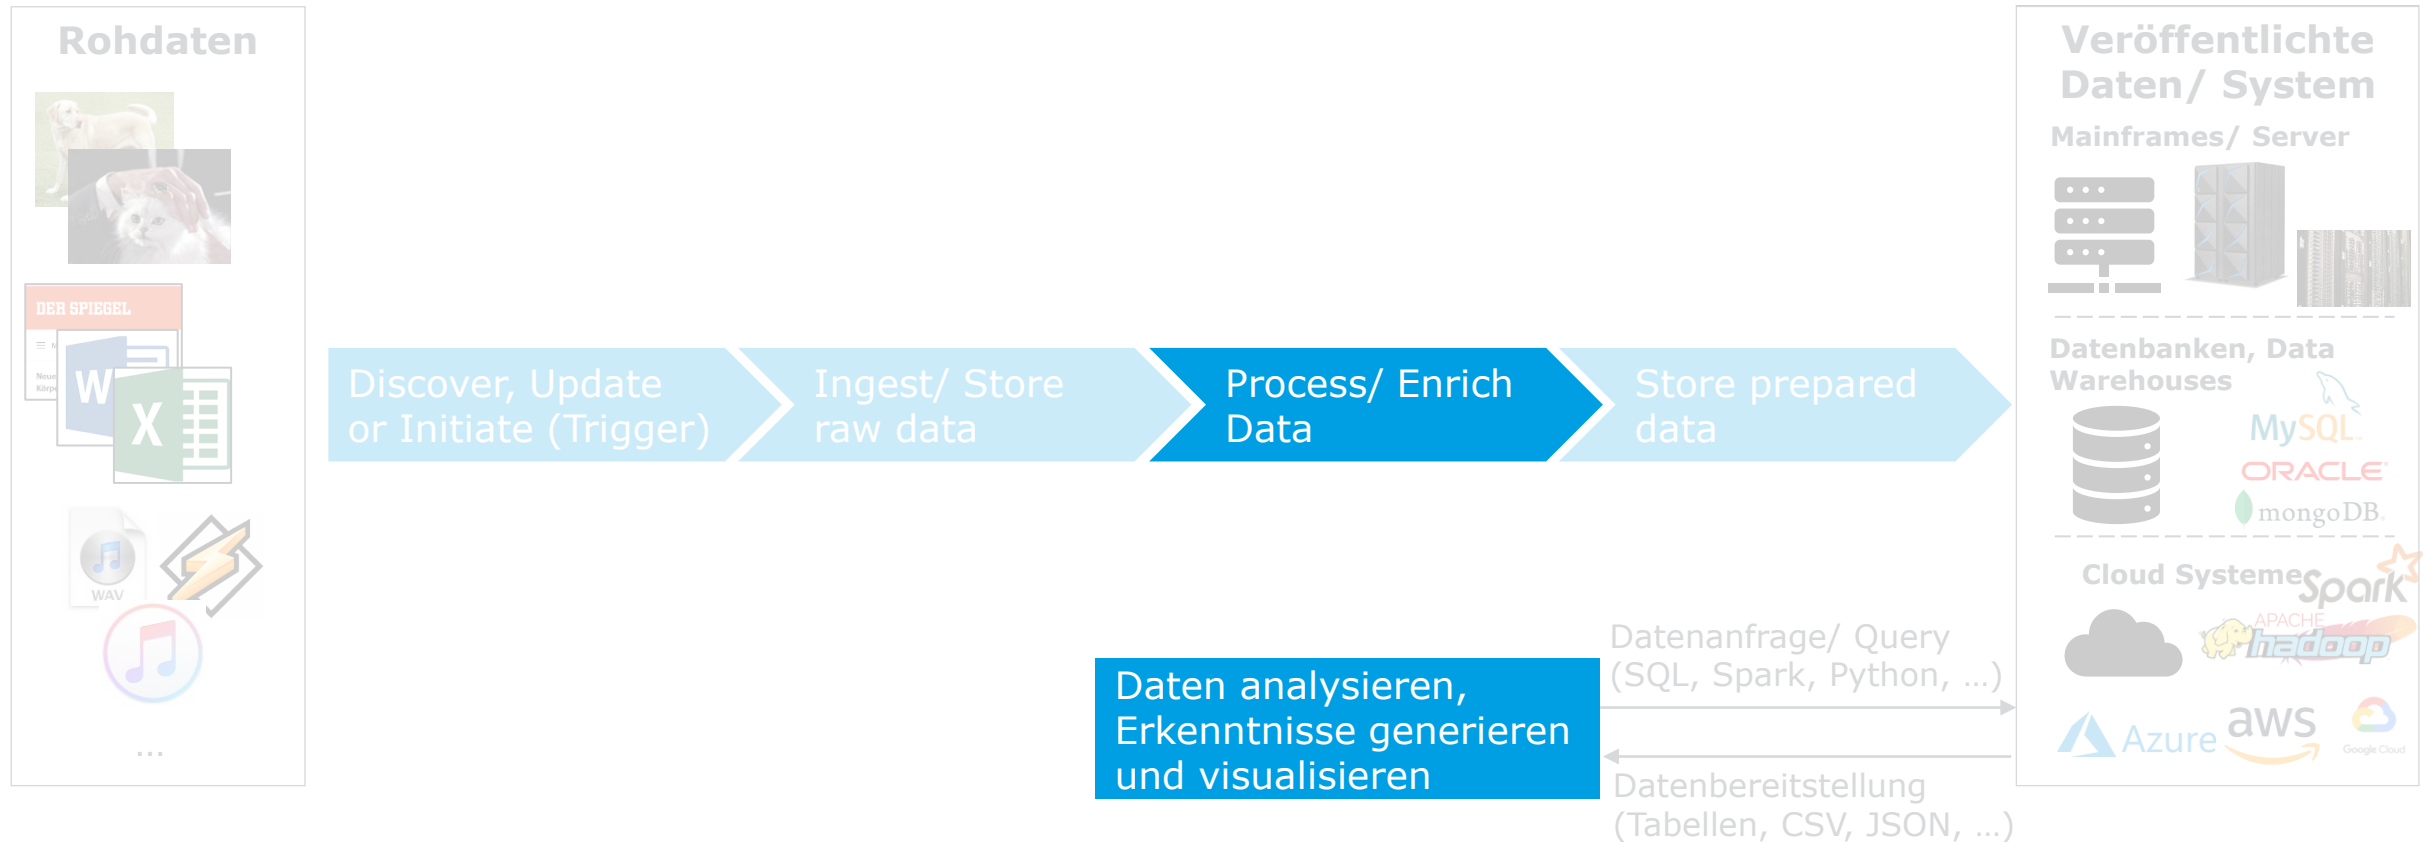 Rohdaten
DER SPIEGEL
Neue
Körpe
W
X
WAV
...
Discover, Update
or Initiate (Trigger)
Ingest/ Store
raw data
Process/ Enrich
Data
Store prepared
data
Daten analysieren,
Erkenntnisse generieren
und visualisieren
Datenanfrage/ Query
(SQL, Spark, Python, ...)
Datenbereitstellung
(Tabellen, CSV, JSON, ...)
Veröffentlichte
Daten/ System
Mainframes/ Server
Datenbanken, Data
Warehouses
MySQL
ORACLE
mongoDB
Cloud Systeme
Spark
APACHE
hadoop
Azure
aws
Google Cloud